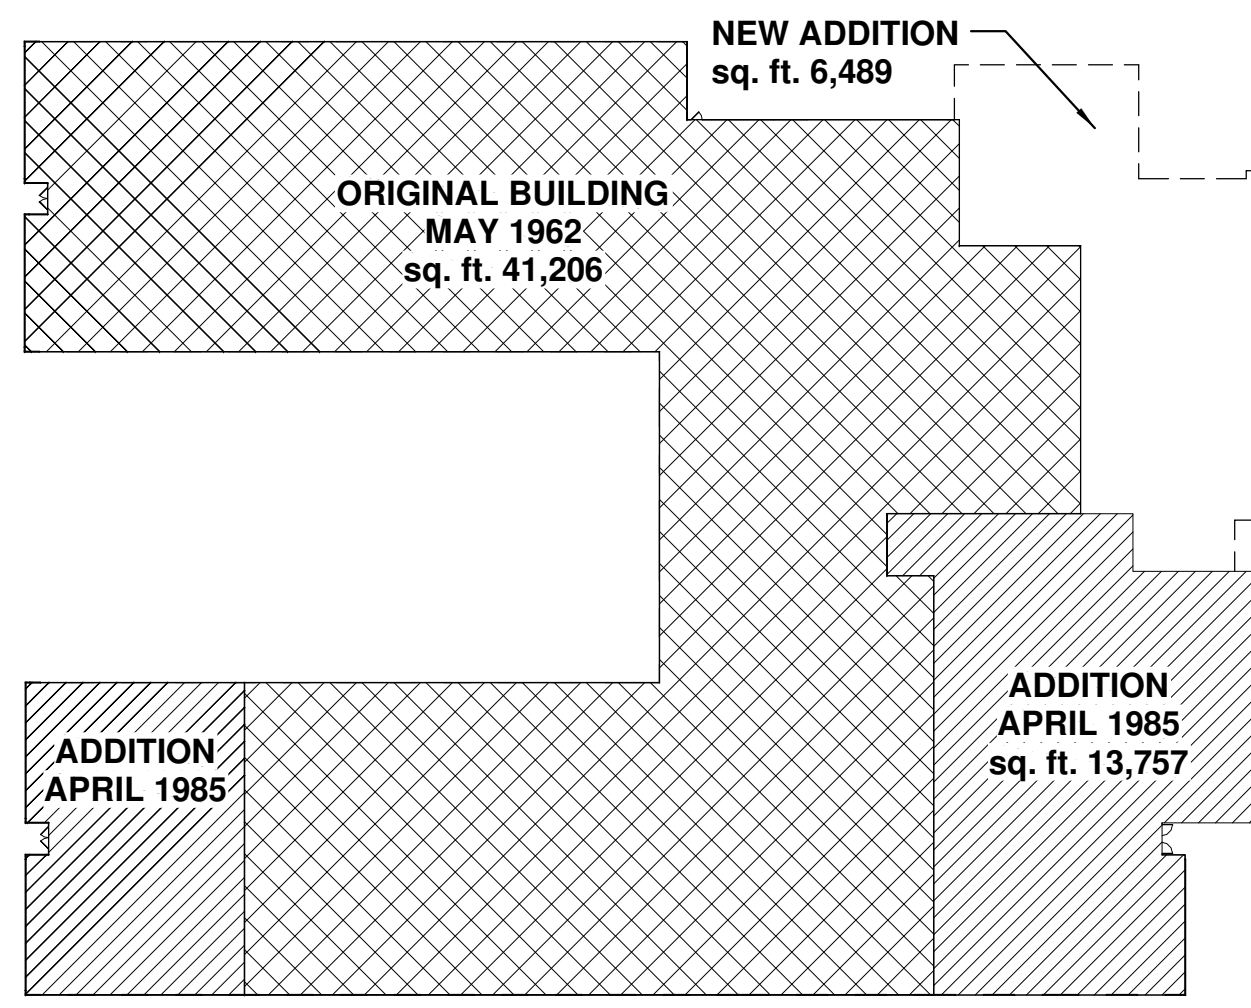 NEW ADDITION
sq. ft. 6,489
ORIGINAL BUILDING
MAY 1962
sq. ft. 41,206
ADDITION
APRIL 1985
sq. ft. 13,757
ADDITION
APRIL 1985